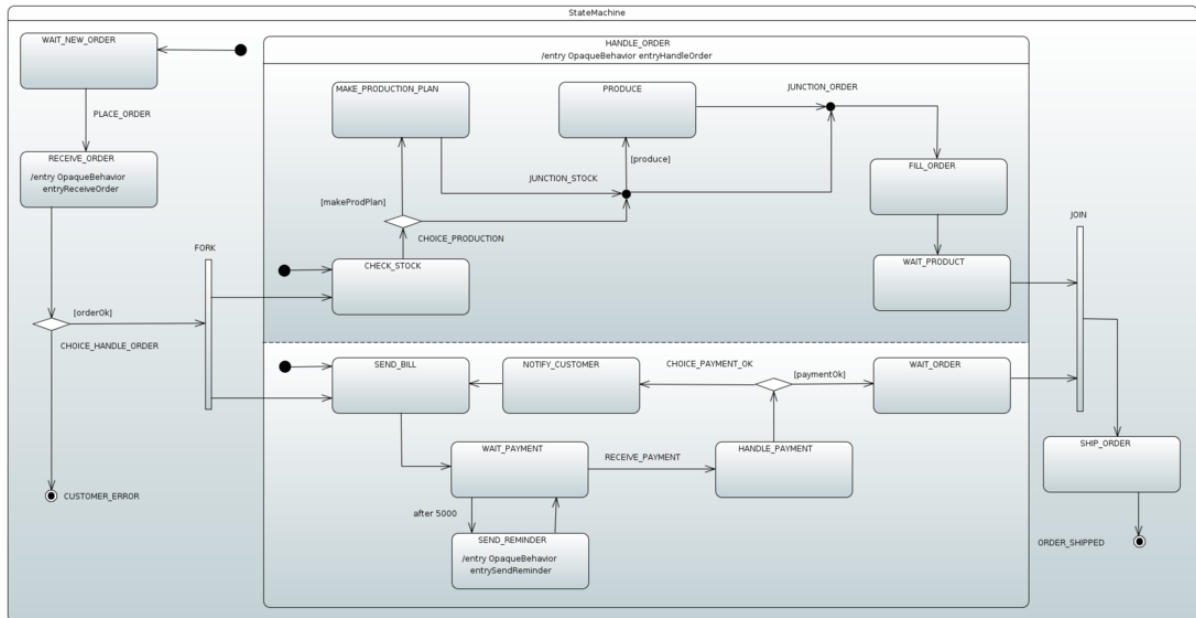 StateMachine
WAIT_NEW_ORDER
HANDLE_ORDER
/entry OpaqueBehavior entryHandleOrder
MAKE_PRODUCTION_PLAN
PRODUCE
JUNCTION_ORDER
PLACE_ORDER
RECEIVE_ORDER
/entry OpaqueBehavior
entryReceiveOrder
[produce]
FILL_ORDER
JUNCTION_STOCK
[makeProdPlan]
CHOICE_PRODUCTION
JOIN
FORK
CHECK_STOCK
WAIT_PRODUCT
[orderOk]
CHOICE_HANDLE_ORDER
SEND_BILL
NOTIFY_CUSTOMER
CHOICE_PAYMENT_OK
[paymentOk]
WAIT_ORDER
WAIT_PAYMENT
RECEIVE_PAYMENT
HANDLE_PAYMENT
SHIP_ORDER
CUSTOMER_ERROR
after 5000
SEND_REMINDER
/entry OpaqueBehavior
entrySendReminder
ORDER_SHIPPED